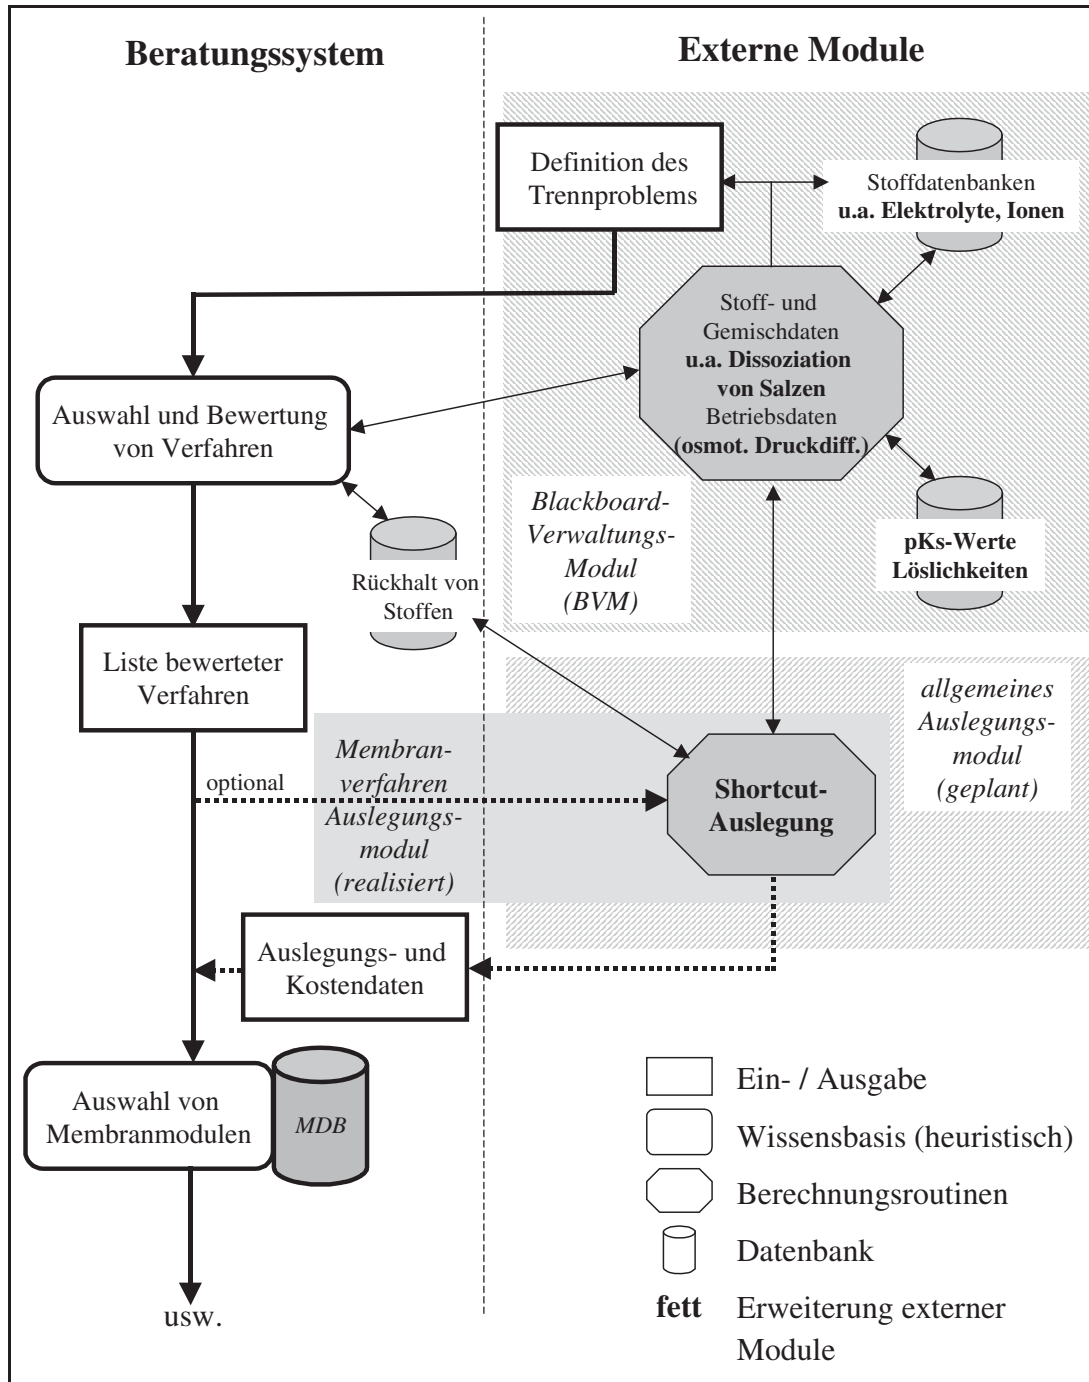 Beratungssystem
Externe Module
Definition des
Trennproblems
Stoffdatenbanken
u.a. Elektrolyte, Ionen
Stoff- und
Gemischdaten
u.a. Dissoziation
von Salzen
Betriebsdaten
(osmot. Druckdiff.)
Auswahl und Bewertung
von Verfahren
Blackboard-
Verwaltungs-
Modul
(BVM)
pKs-Werte
Löslichkeiten
Rückhalt von
Stoffen
Liste bewerteter
Verfahren
allgemeines
Auslegungs-
modul
(geplant)
optional
Membran-
verfahren
Auslegungs-
modul
(realisiert)
Shortcut-
Auslegung
Auslegungs- und
Kostendaten
Auswahl von
Membranmodulen
MDB
usw.
Ein- / Ausgabe
Wissensbasis (heuristisch)
Berechnungsroutinen
Datenbank
fett Erweiterung externer
Module